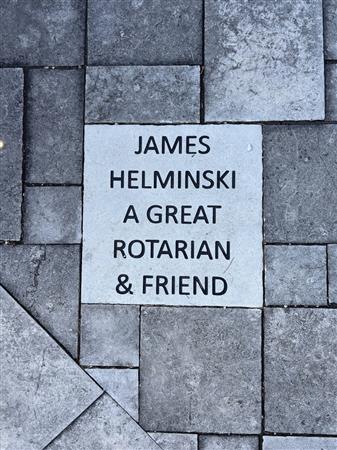 JAMES
HELMINSKI
A GREAT
ROTARIAN
& FRIEND